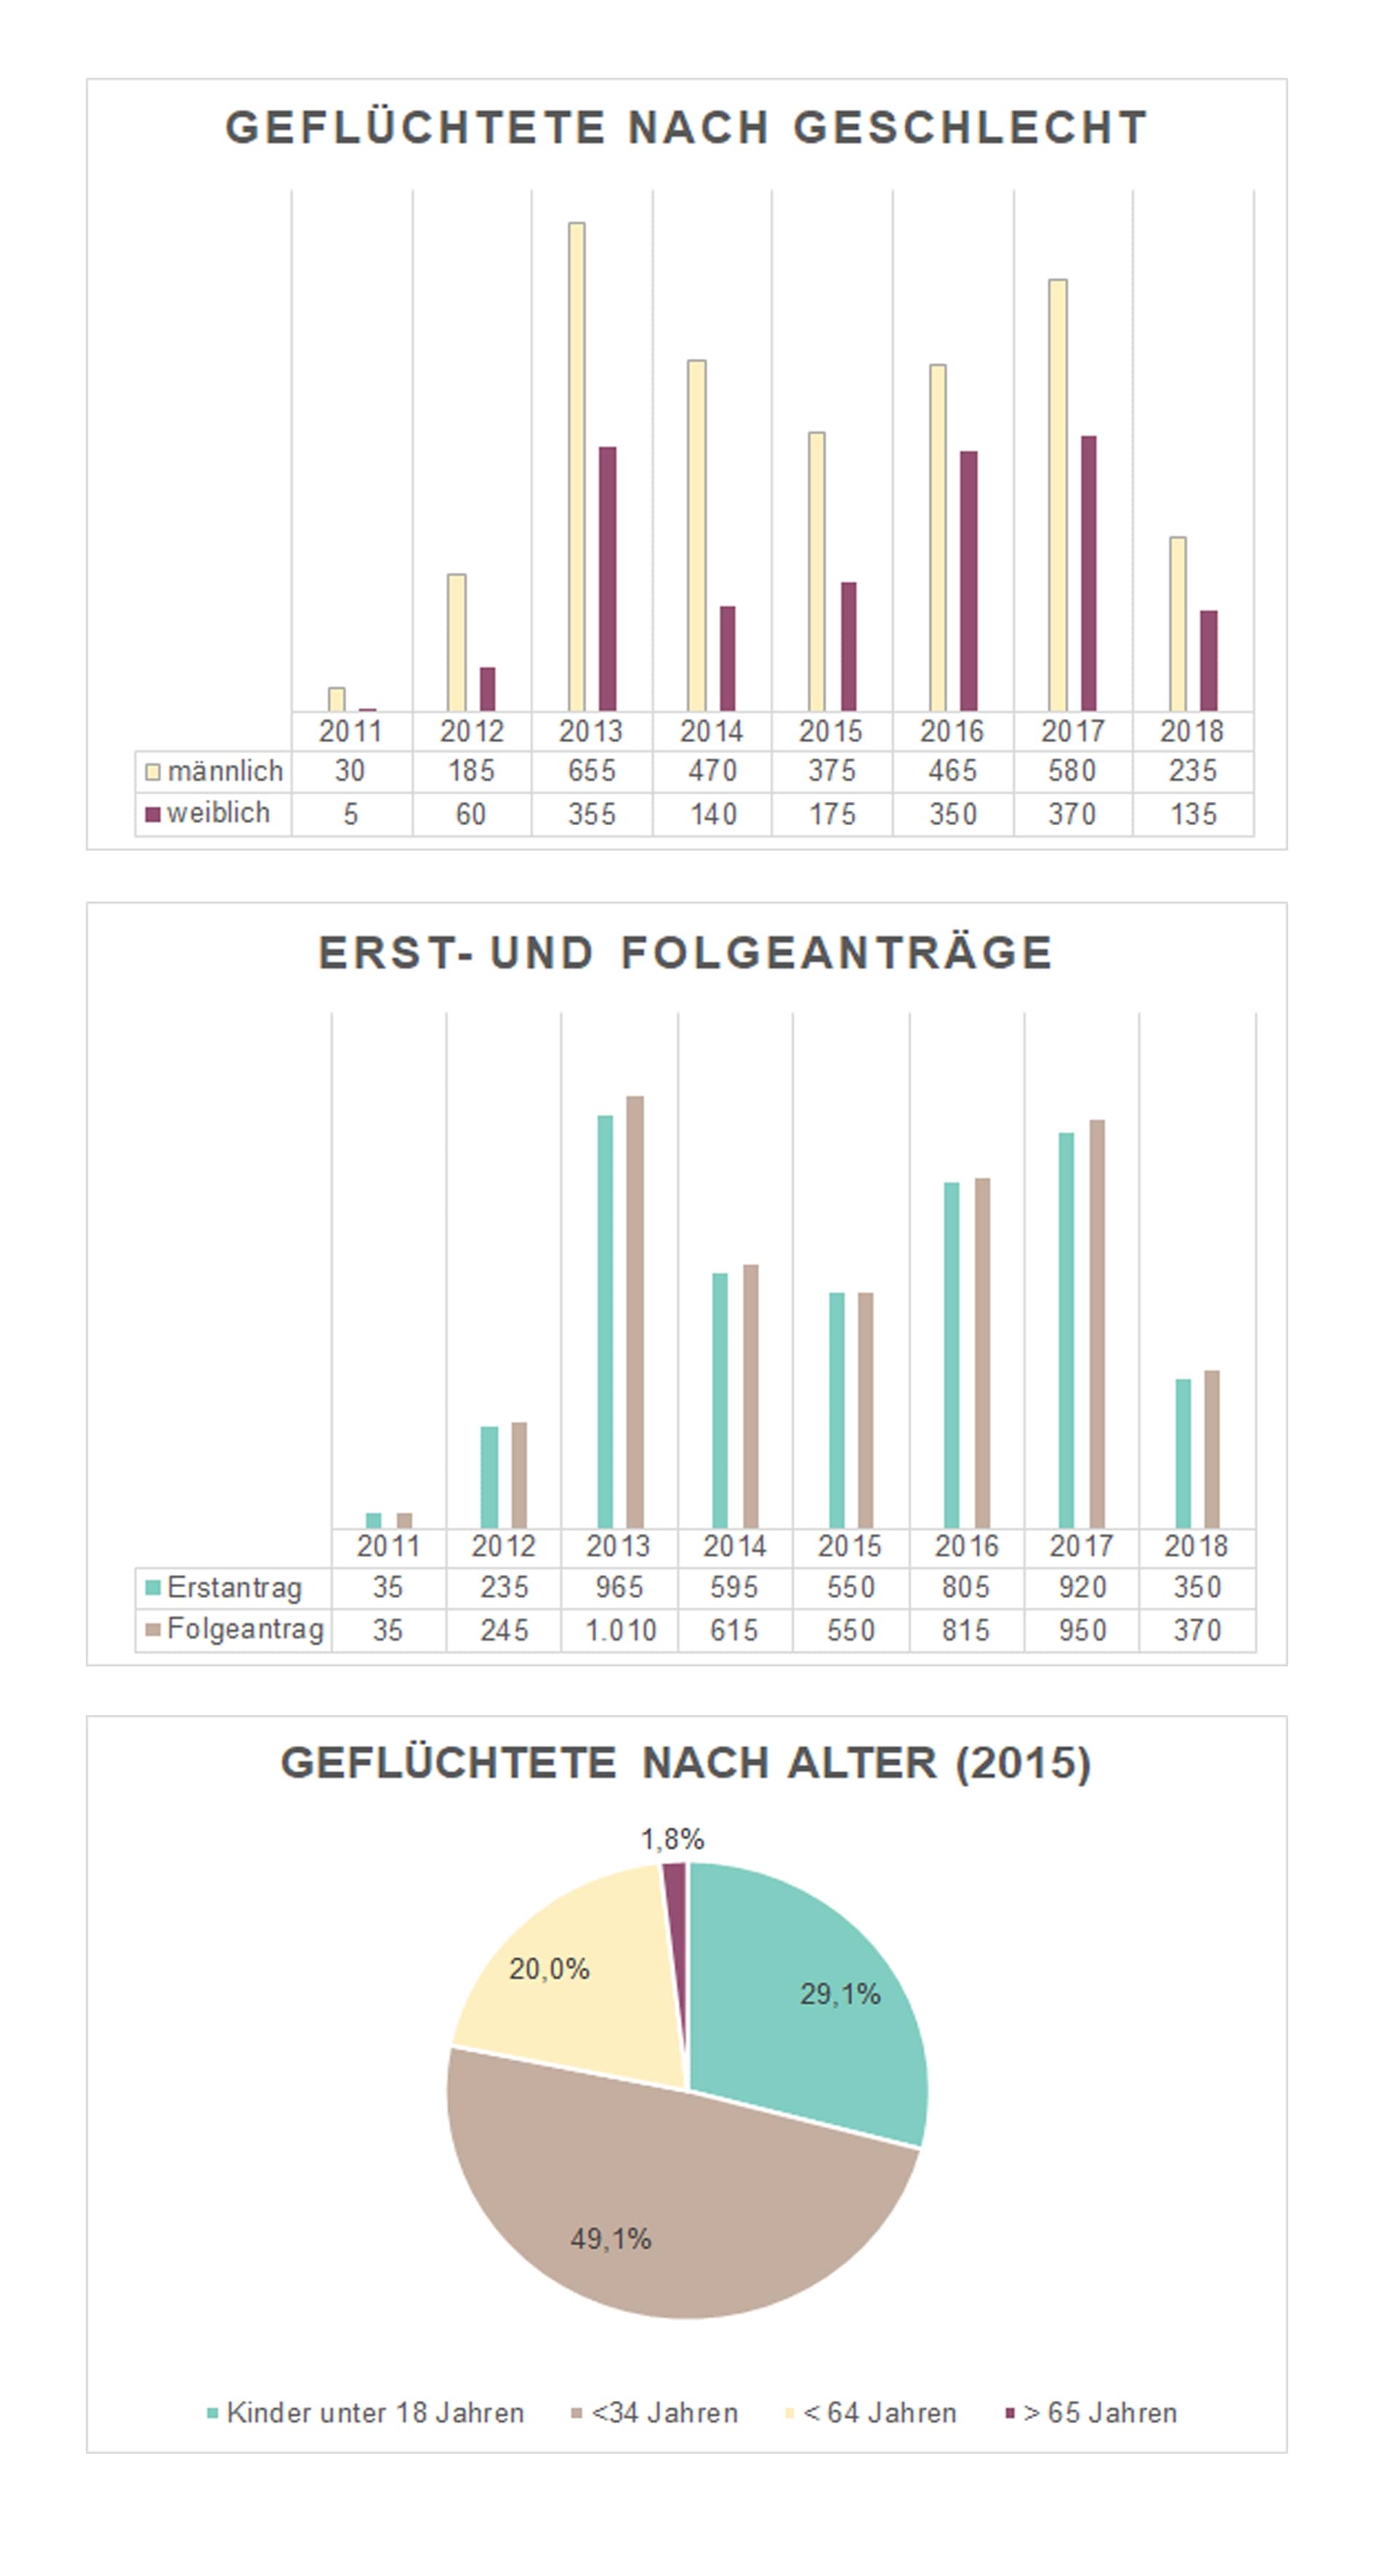 GEFLÜCHTETE NACH GESCHLECHT
2011 2012 2013 2014 2015 2016 2017 2018
männlich 30 185 655 470 375 465 580 235
weiblich 5 60 355 140 175 350 370 135
ERST- UND FOLGEANTRÄGE
2011 2012 2013 2014 2015 2016 2017 2018
Erstantrag 35 235 965 595 550 805 920 350
Folgeantrag 35 245 1.010 615 550 815 950 370
GEFLÜCHTETE NACH ALTER (2015)
1,8%
20,0%
29,1%
49,1%
Kinder unter 18 Jahren <34 Jahren < 64 Jahren > 65 Jahren